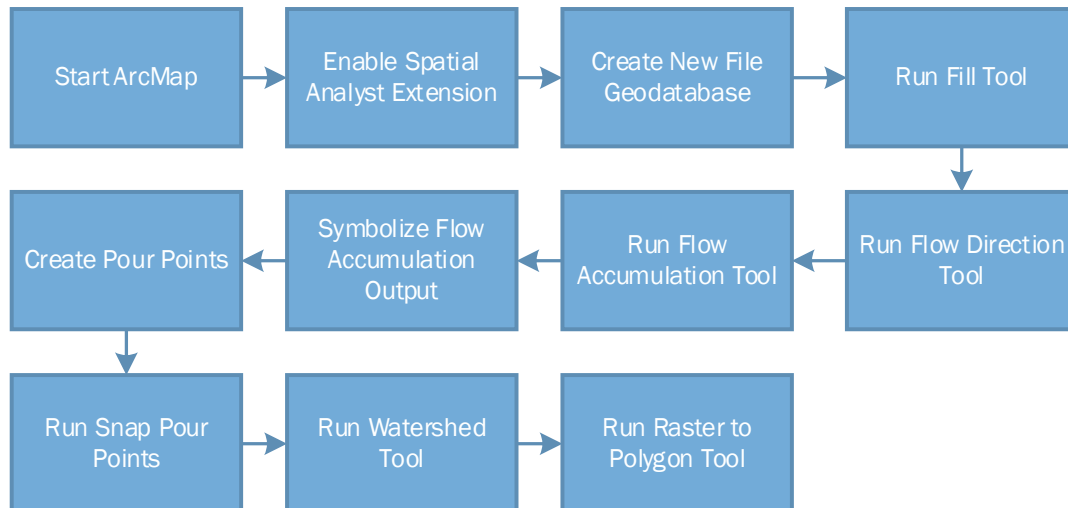 Start ArcMap
Enable Spatial
Analyst Extension
Create New File
Geodatabase
Run Fill Tool
Run Flow Direction
Tool
Run Flow
Accumulation Tool
Symbolize Flow
Accumulation
Output
Create Pour Points
Run Snap Pour
Points
Run Watershed
Tool
Run Raster to
Polygon Tool